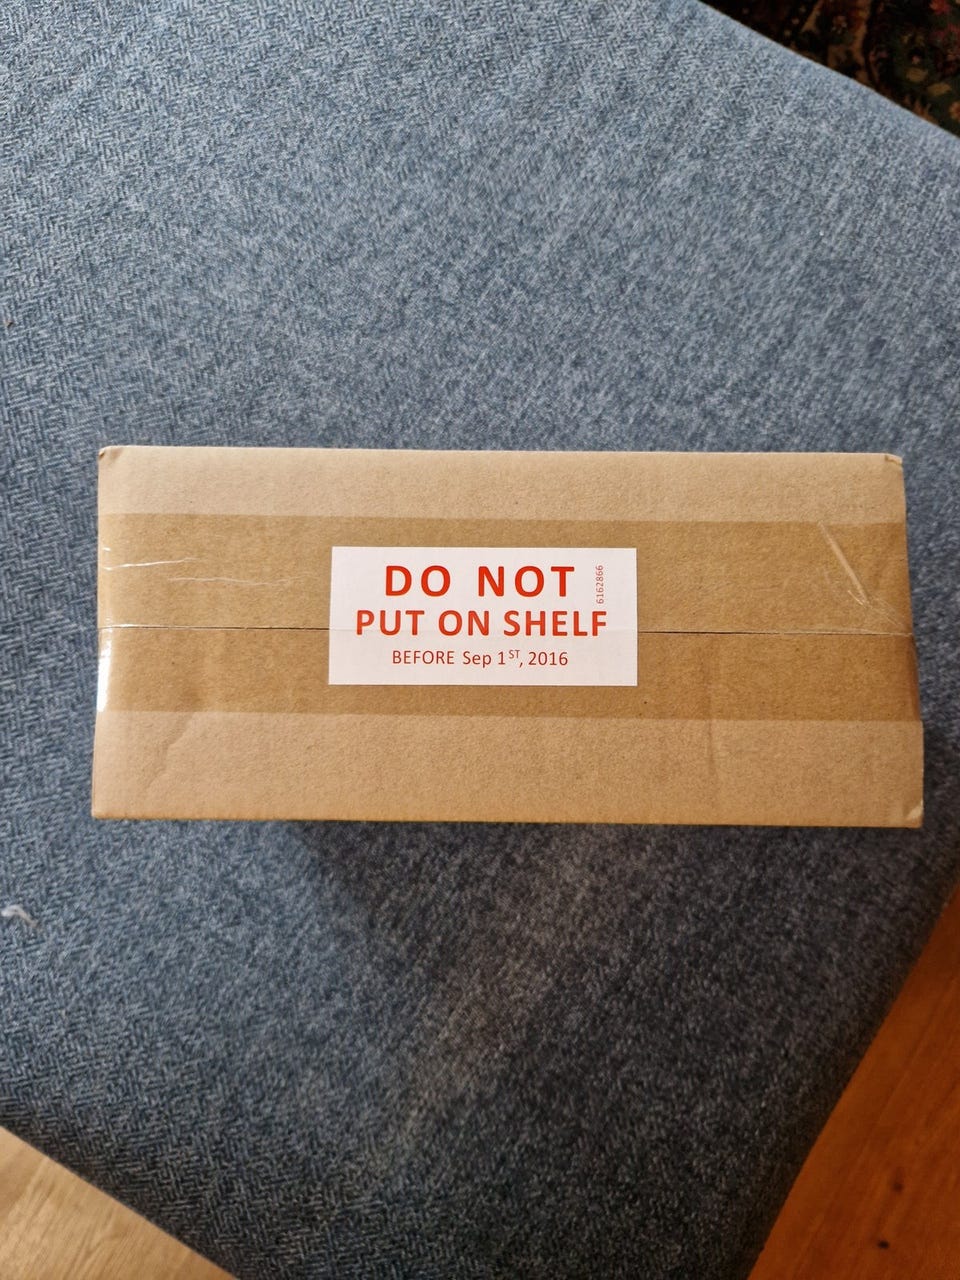 DO NOT
PUT ON SHELF
BEFORE Sep 1ST, 2016
6162866